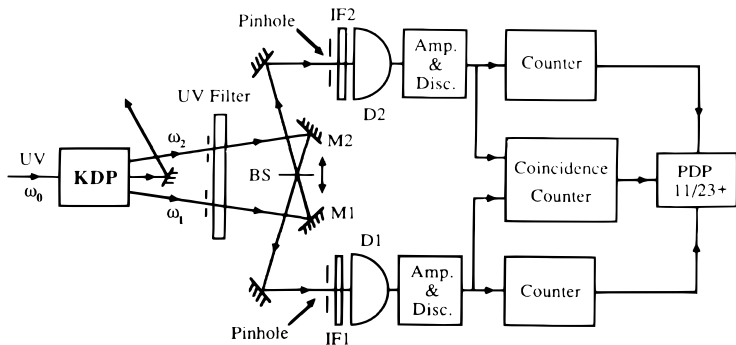 Pinhole
IF2
Amp.
& 
Disc.
Counter
D2
UV Filter
UV
ω0
KDP
ω2
ω1
M2
BS
M1
Coincidence
Counter
PDP
11/23+
D1
Amp.
&
Disc.
Counter
Pinhole
IF1